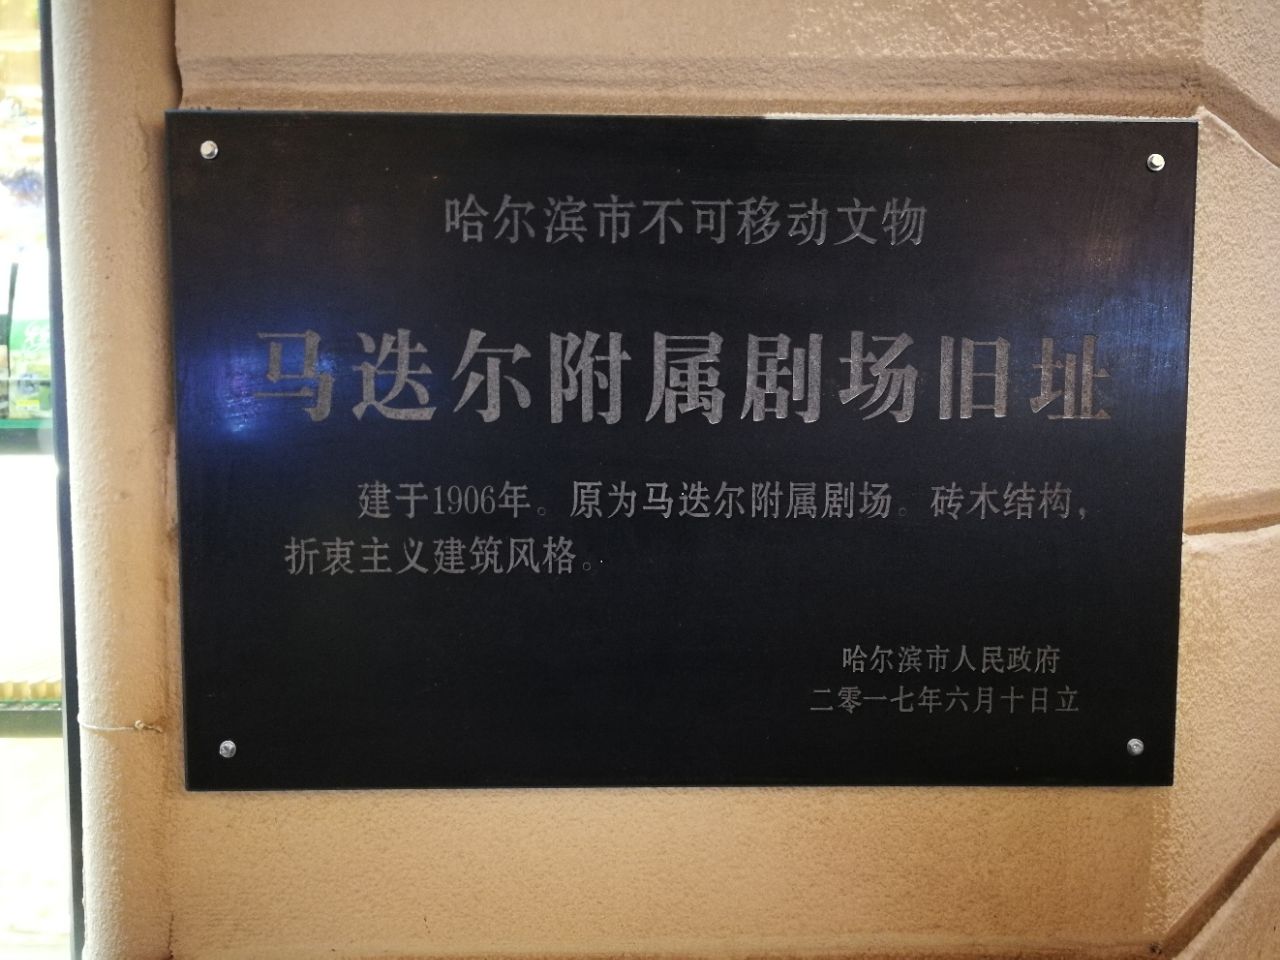 哈尔滨市不可移动文物
马迭尔附属剧场旧址
建于1906年。原为马迭尔附属剧场。砖木结构，
折衷主义建筑风格。
哈尔滨市人民政府
二零一七年六月十日立